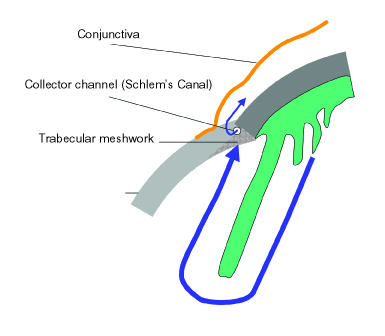 Conjunctiva
Collector channel (Schlem's Canal)
Trabecular meshwork